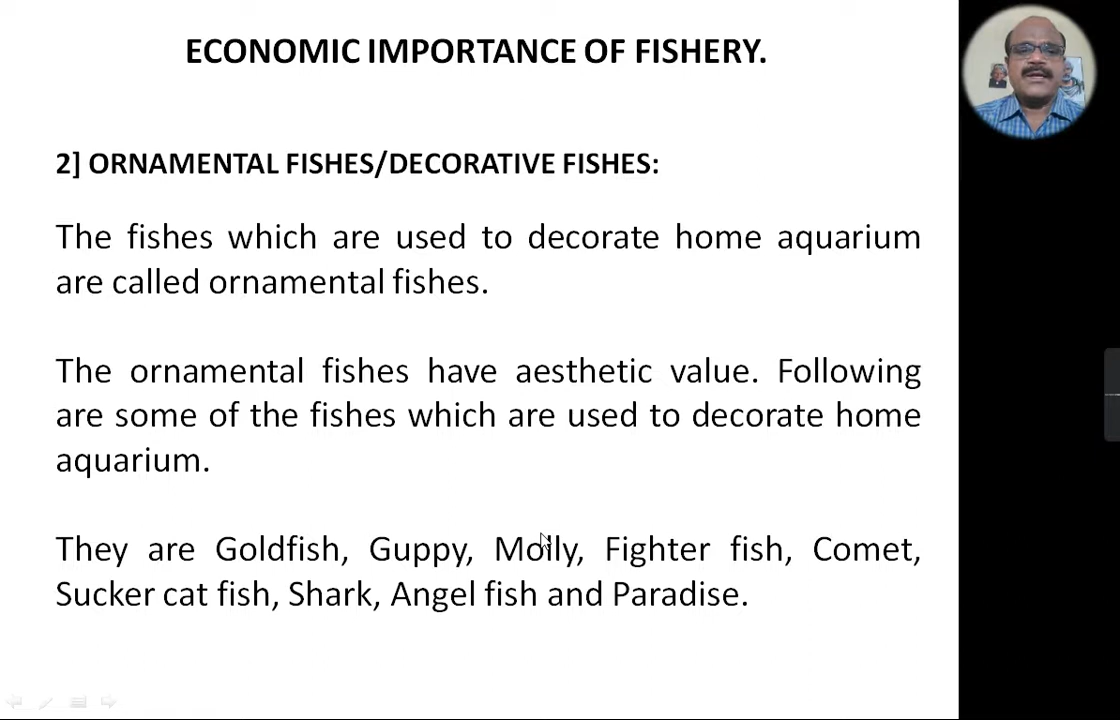 ECONOMIC IMPORTANCE OF FISHERY.
2] ORNAMENTAL FISHES/DECORATIVE FISHES:
The fishes which are used to decorate home aquarium
are called ornamental fishes.
The ornamental fishes have aesthetic value. Following
are some of the fishes which are used to decorate home
aquarium.
They are Goldfish, Guppy, Molly, Fighter fish, Comet,
Sucker cat fish, Shark, Angel fish and Paradise.